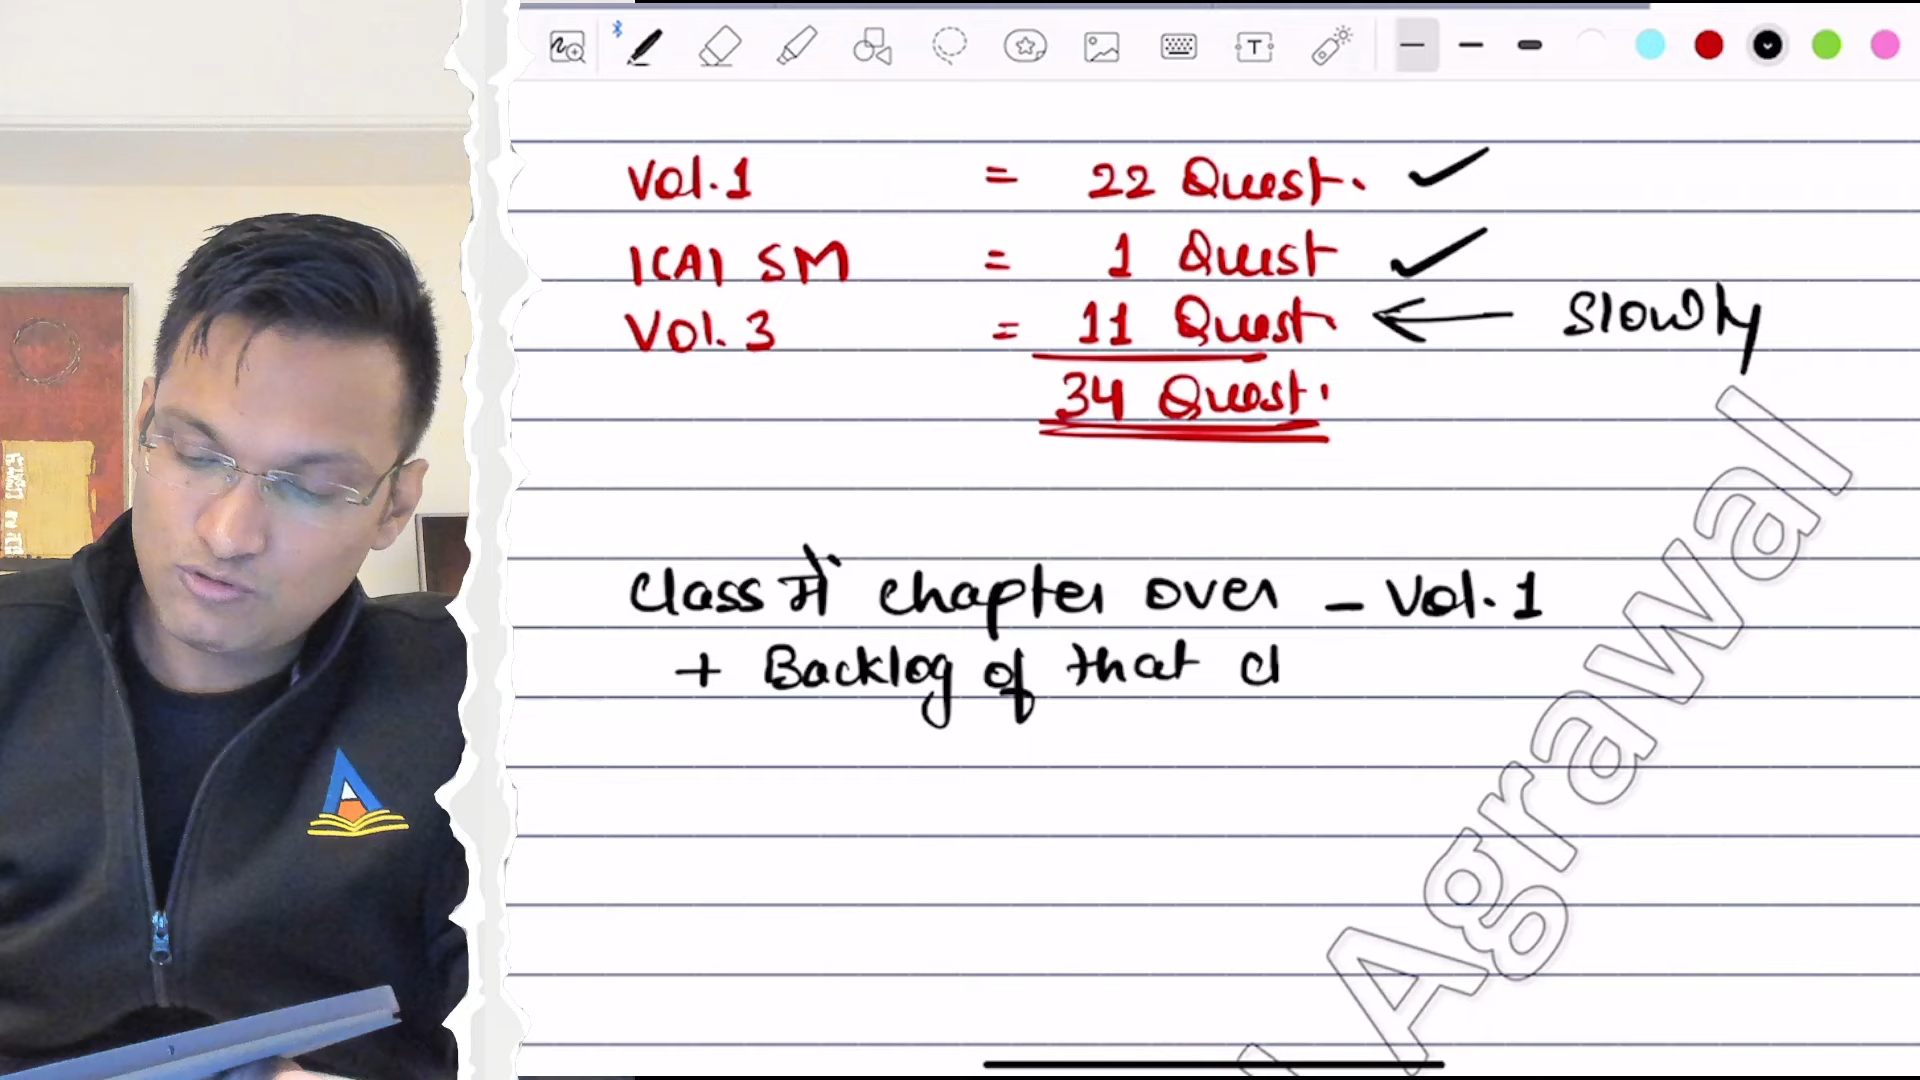 Vol. 1 = 22 Quest.
ICAI SM = 1 Quest
Slowly
Vol. 3 = 11 Quest.
34 Quest.
Class में chapter over - Vol. 1
+ Backlog of that cl
Agrawal